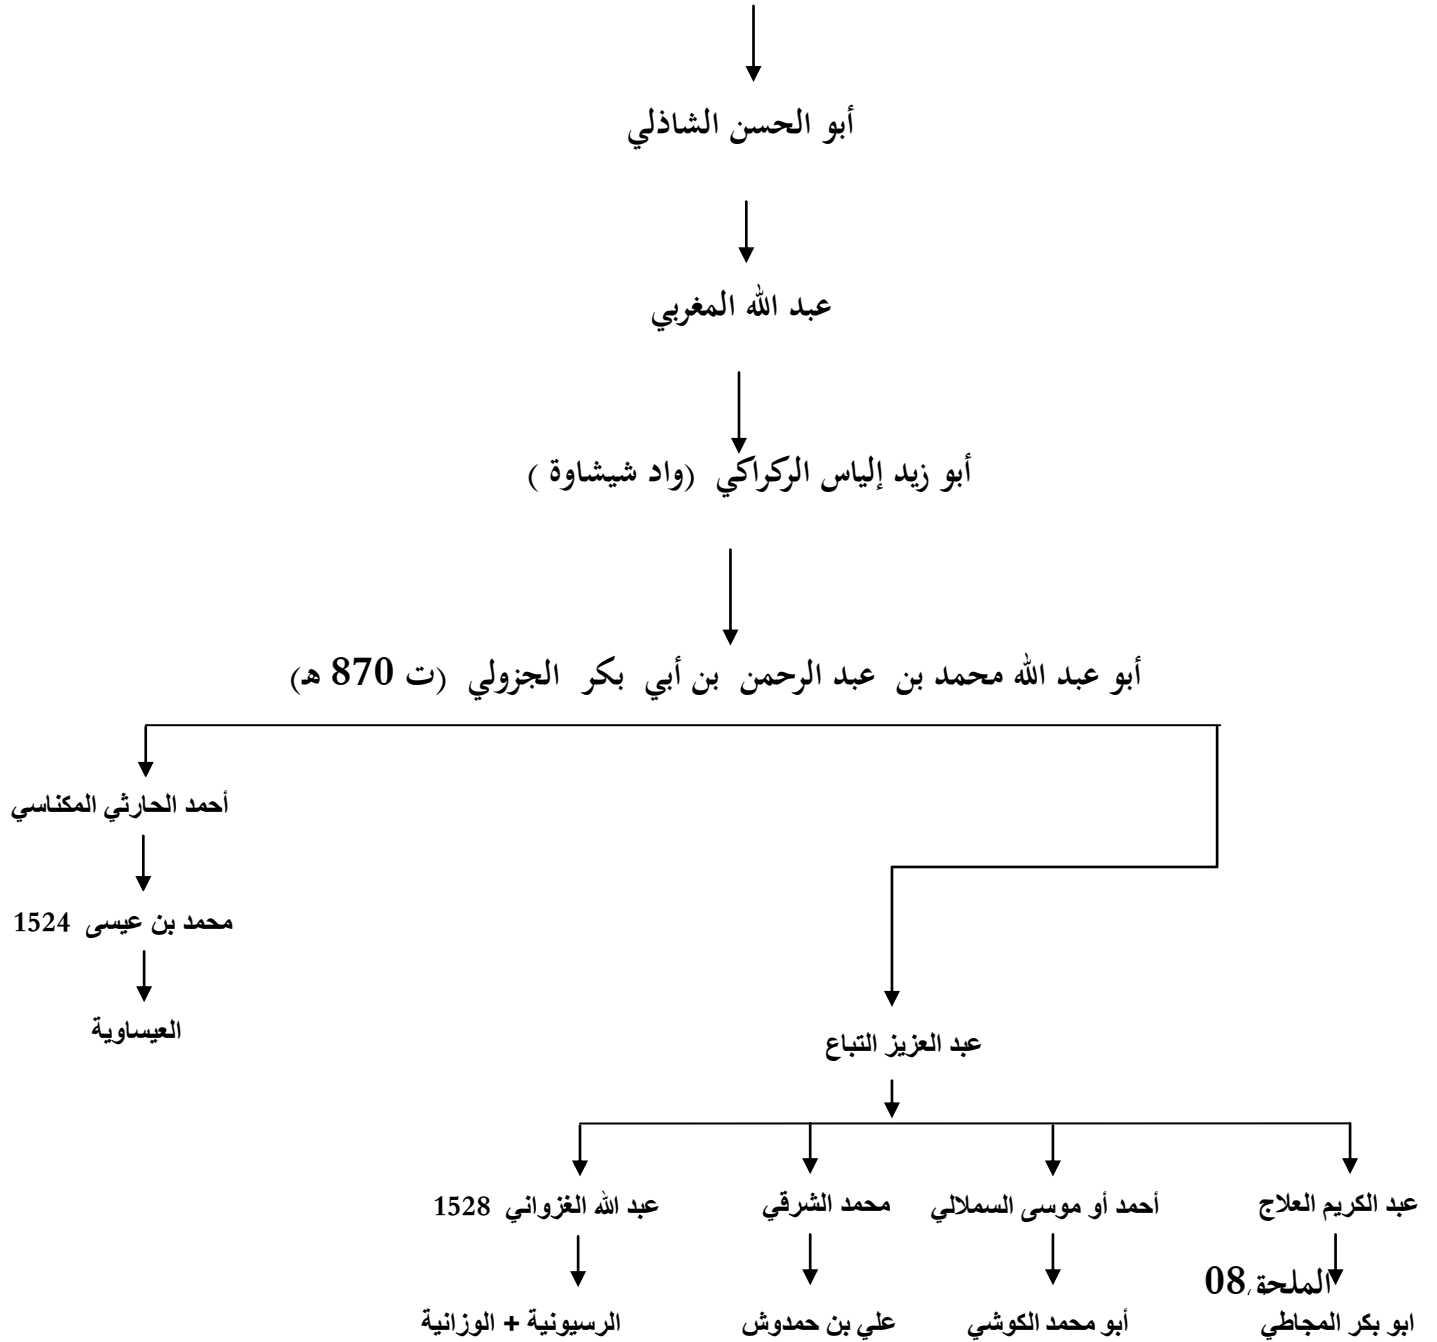 أبو الحسن الشاذلي
عبد الله المغربي
أبو زيد إلياس الركراكي (واد شيشاوة )
أبو عبد الله محمد بن عبد الرحمن بن أبي بكر الجزولي (ت 870 هـ)
أحمد الحارثي المكناسي
محمد بن عيسى 1524
العيساوية
عبد العزيز التباع
عبد الكريم العلاج
أحمد أو موسى السملالي
محمد الشرقي
عبد الله الغزواني 1528
08
ابو بكر المجاطي
أبو محمد الكوشي
علي بن حمدوش
الرسيونية + الوزانية